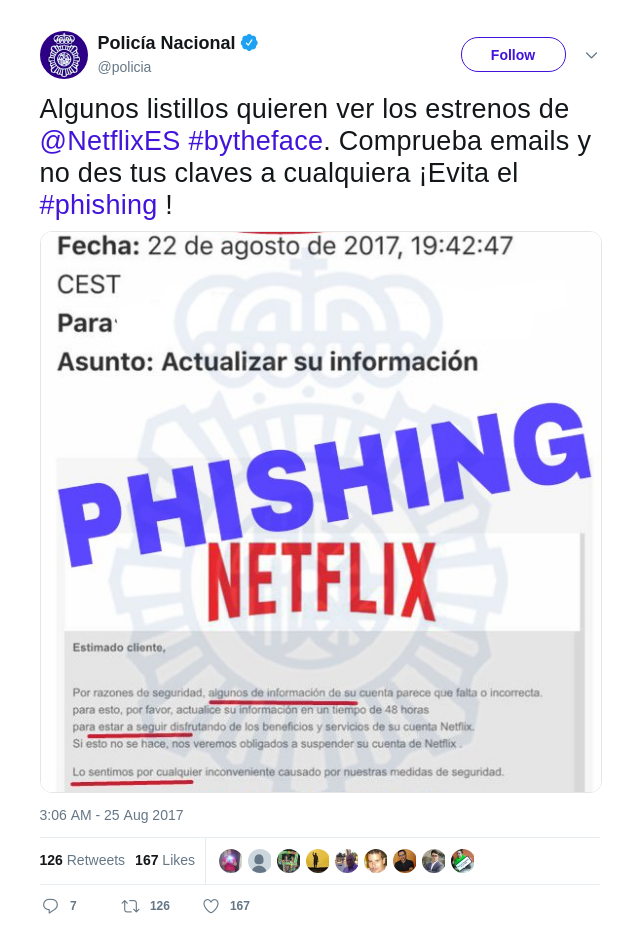 Policía Nacional
@policia
Follow
Algunos listillos quieren ver los estrenos de
@NetflixES #bytheface. Comprueba emails y
no des tus claves a cualquiera ¡Evita el
#phishing !
Fecha: 22 de agosto de 2017, 19:42:47
CEST
Para
Asunto: Actualizar su información
PHISHING
NETFLIX
Estimado cliente,
Por razones de seguridad, algunos de información de su cuenta parece que falta o incorrecta.
para esto, por favor, actualice su información en un tiempo de 48 horas
para estar a seguir disfrutando de los beneficios y servicios de su cuenta Netflix.
Si esto no se hace, nos veremos obligados a suspender su cuenta de Netflix .
Lo sentimos por cualquier inconveniente causado por nuestras medidas de seguridad.
3:06 AM - 25 Aug 2017
126 Retweets 167 Likes
7 126 167